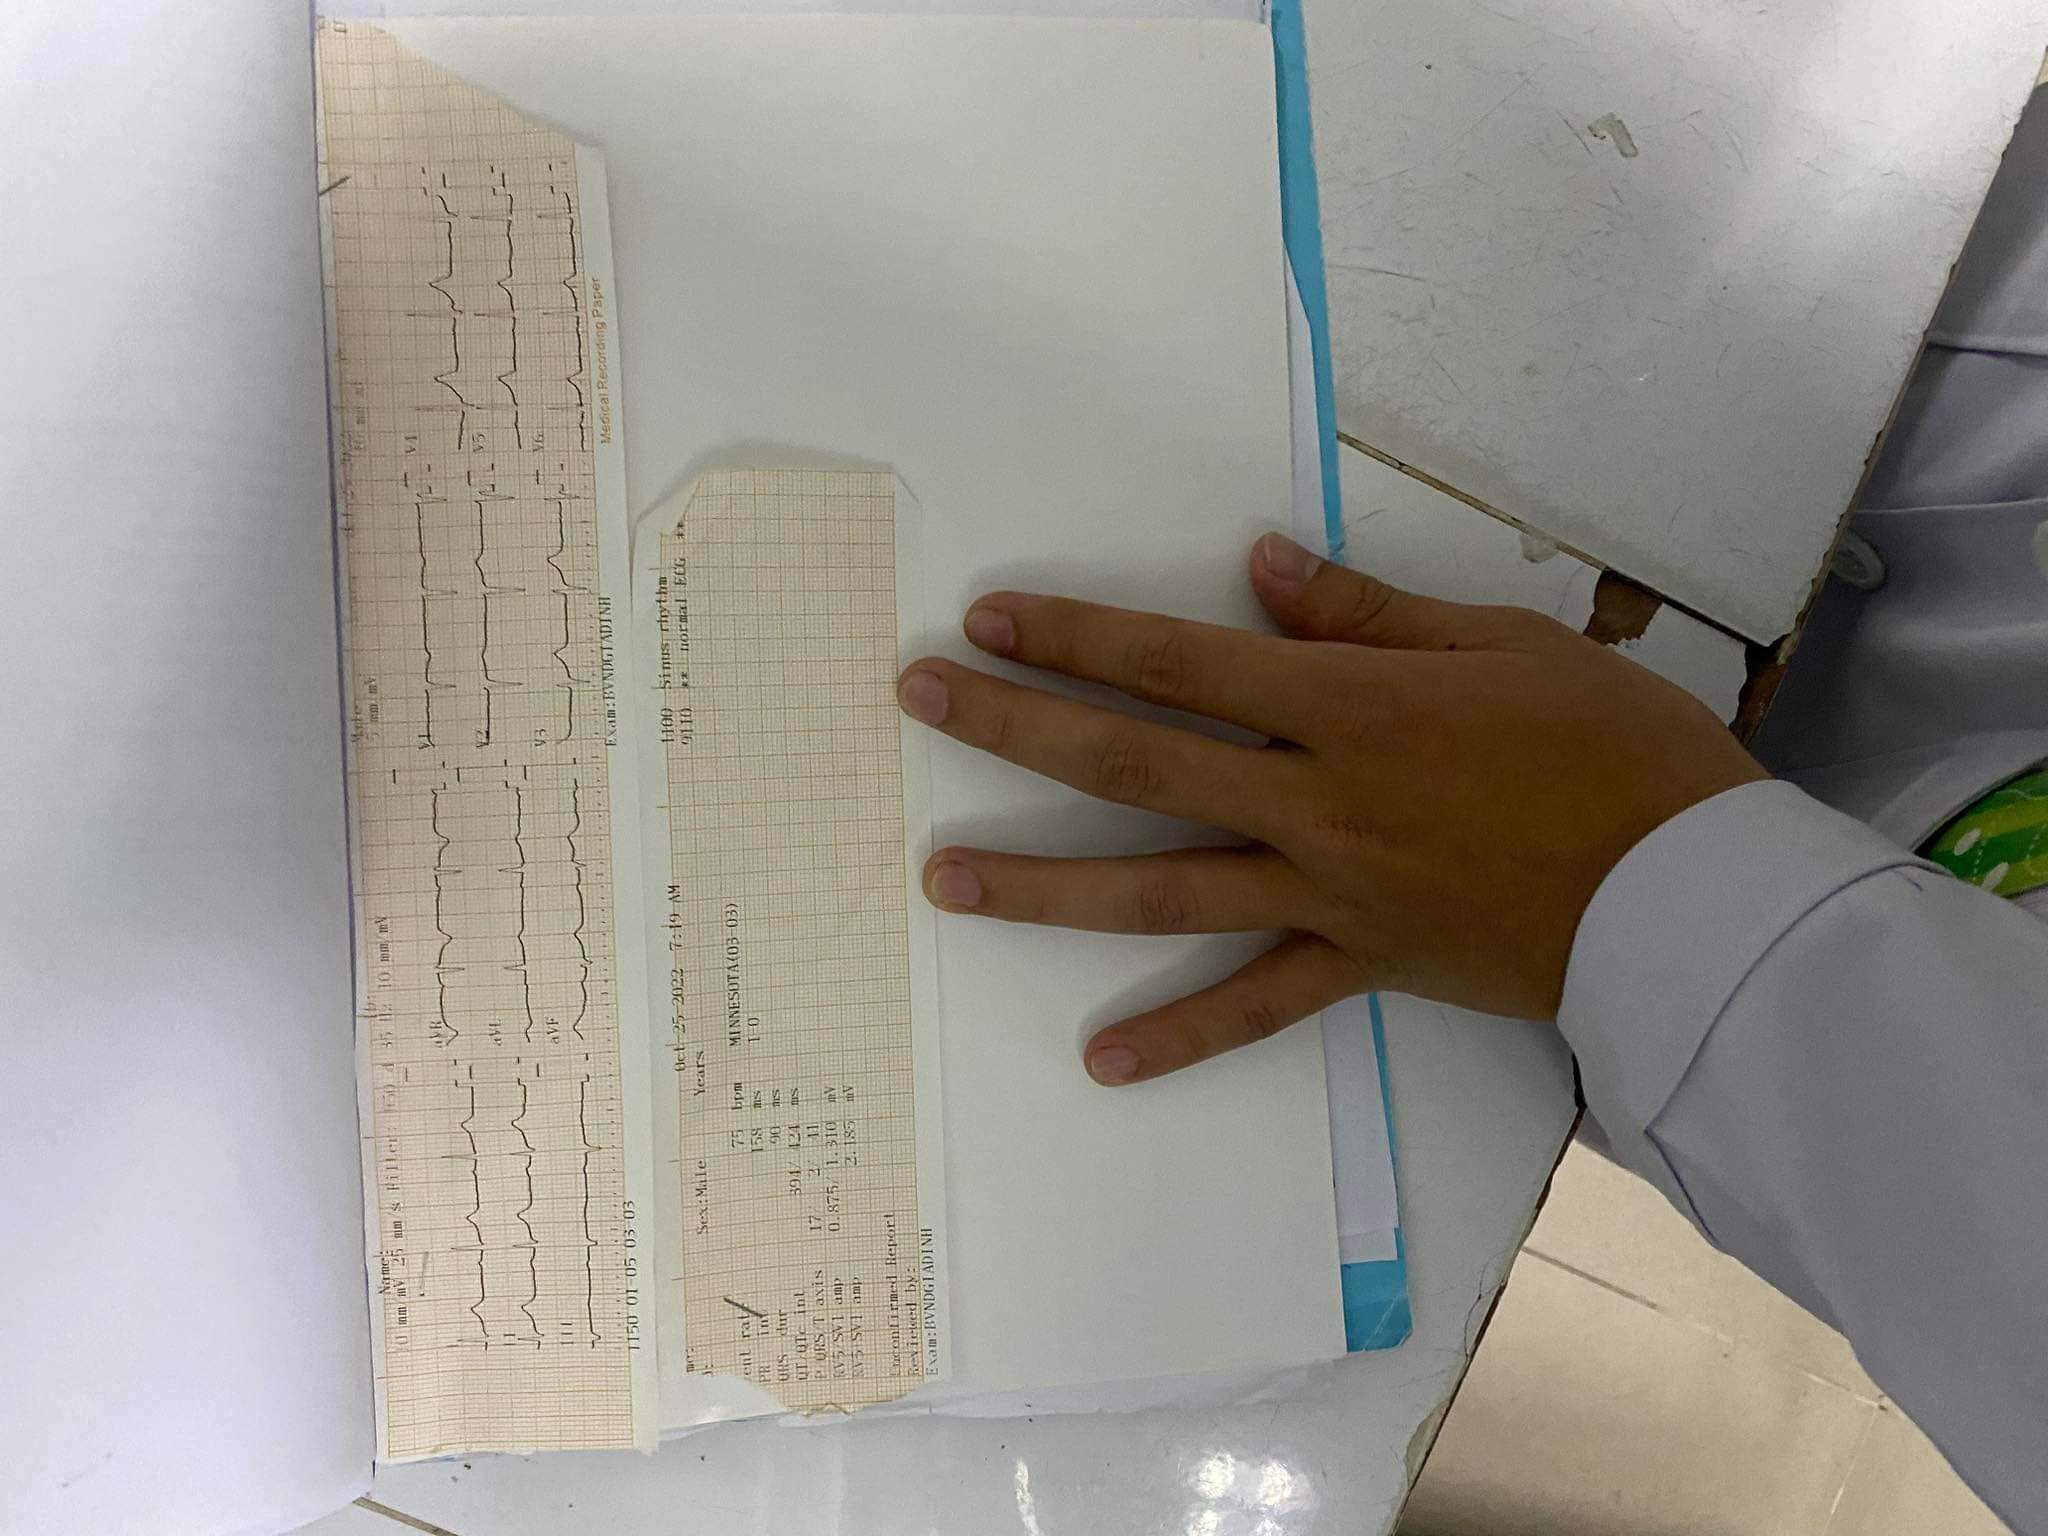 Name:
10 mm/mV 25 mm/s Filter:
35 Hz 10 mm/mV
Male
5 mm/mV
I
II
III
aVR
aVL
aVF
V1
V2
V3
V4
V5
V6
1150 01-05 03-03
Exam:BVNDGIADINH
Medical Recording Paper
Sex:Male Years
Oct-25-2022 7:19 AM
1100 Sinus rhythm
9110 ** normal ECG **
75 bpm
PR int 158 ms
QRS dur 90 ms
QT/QTc int 394/ 424 ms
P/QRS/T axis 17/ 2/ 41
RV5/SV1 amp 0.875/ 1.310 mV
RV5+SV1 amp 2.185 mV
MINNESOTA(03-03)
1-0
Unconfirmed Report
Reviewed by:
Exam:BVNDGIADINH